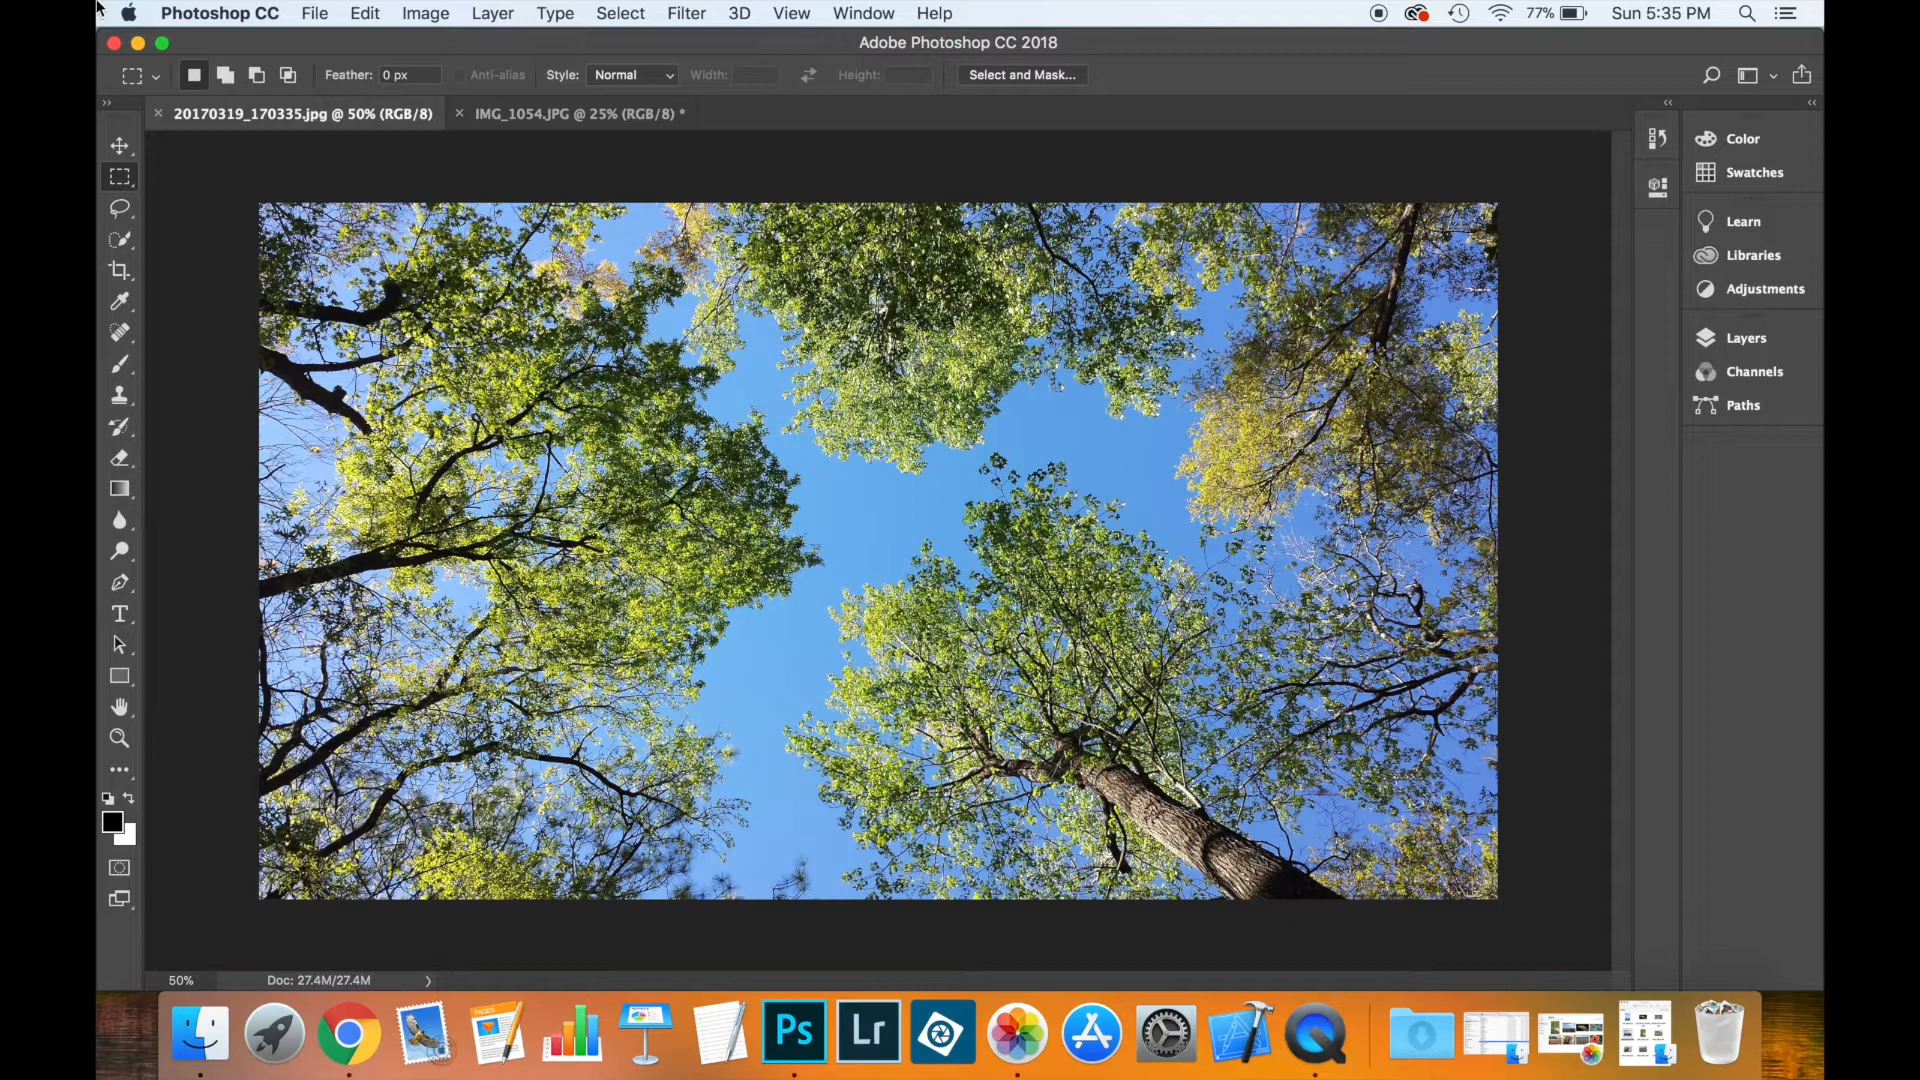 Photoshop CC File Edit Image Layer Type Select Filter 3D View Window Help 77% Sun 5:35 PM
Adobe Photoshop CC 2018
Feather: 0 px Anti-alias Style: Normal Width: Height: Select and Mask...
20170319_170335.jpg @ 50% (RGB/8) IMG_1054.JPG @ 25% (RGB/8) *
Color
Swatches
Learn
Libraries
Adjustments
Layers
Channels
Paths
50% Doc: 27.4M/27.4M
PAGES
Ps Lr